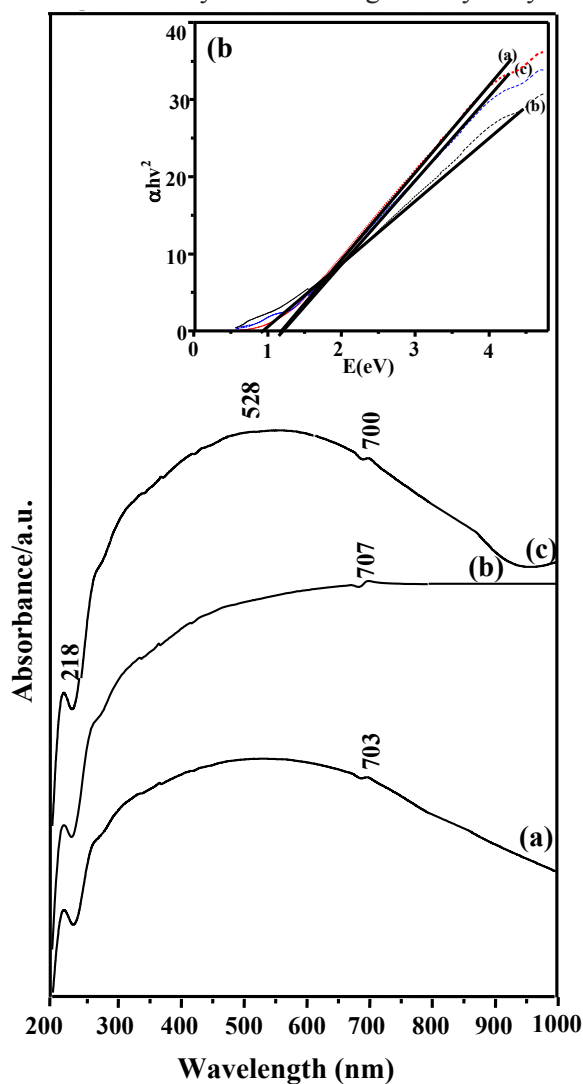 (b
(a)
(c)
(b)
40
30
20
10
0
αhv²
0 1 2 3 4
E(eV)
528
700
(c)
(b)
707
218
703
(a)
Absorbance/a.u.
200 300 400 500 600 700 800 900 1000
Wavelength (nm)